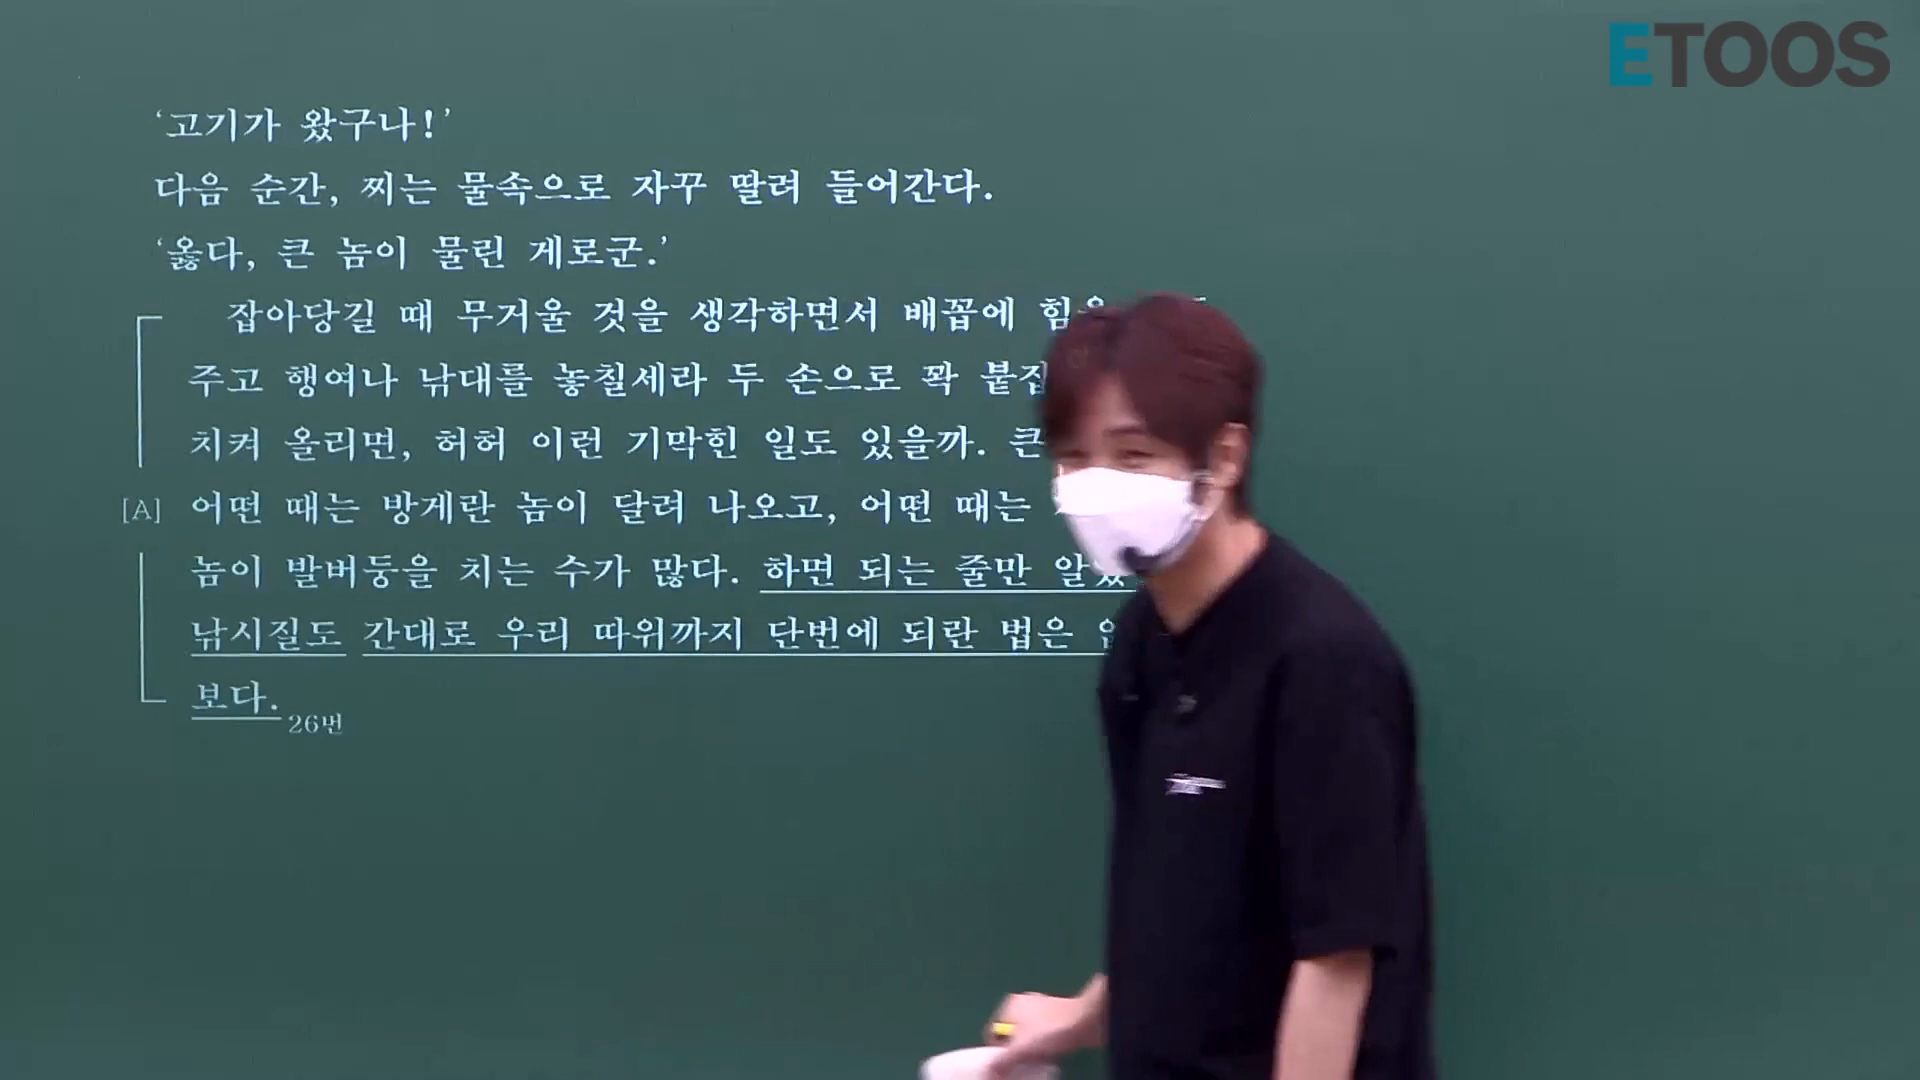 ETOOS
‘고기가 왔구나!’
다음 순간, 찌는 물속으로 자꾸 딸려 들어간다.
‘옳다, 큰 놈이 물린 게로군.’
잡아당길 때 무거울 것을 생각하면서 배꼽에 힘을
주고 행여나 낚대를 놓칠세라 두 손으로 꽉 붙잡
치켜 올리면, 허허 이런 기막힌 일도 있을까. 큰
[A] 어떤 때는 방게란 놈이 달려 나오고, 어떤 때는
놈이 발버둥을 치는 수가 많다. 하면 되는 줄만
낚시질도 간대로 우리 따위까지 단번에 되란 법은
보다.
26번